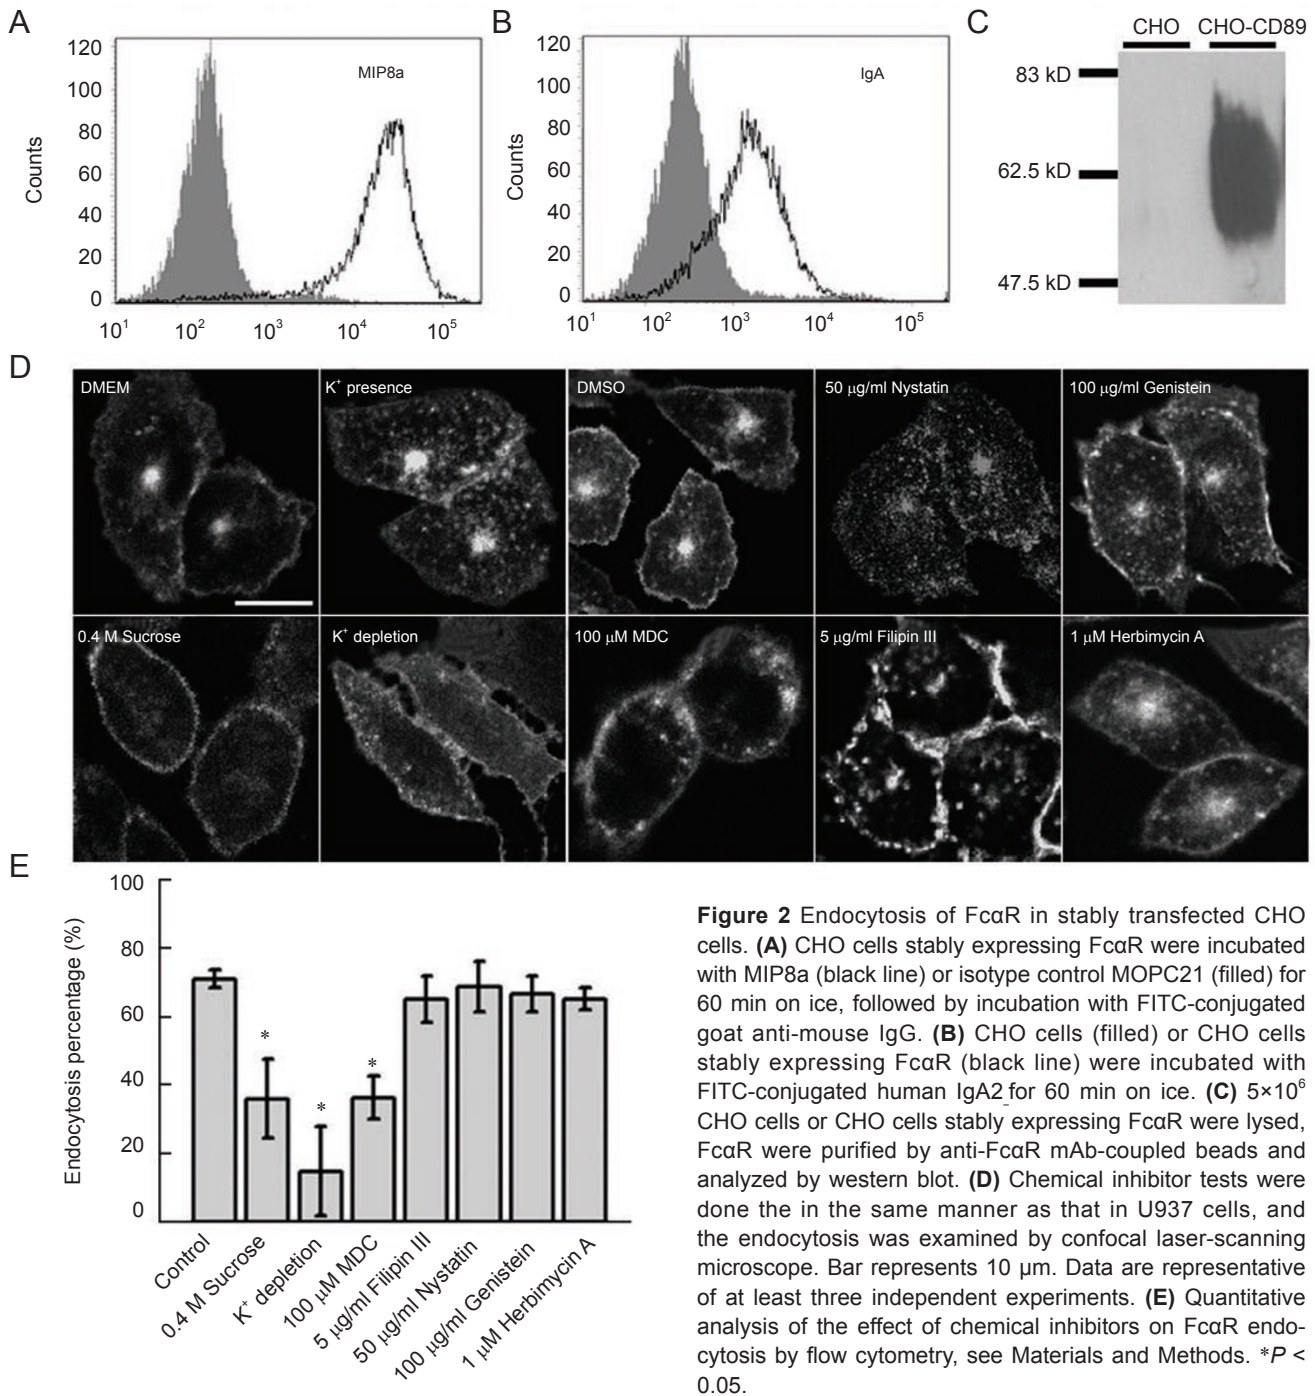 A
B
C
120
100
80
60
40
20
0
Counts
MIP8a
10¹ 10² 10³ 10⁴ 10⁵
120
100
80
60
40
20
0
Counts
IgA
10¹ 10² 10³ 10⁴ 10⁵
CHO CHO-CD89
83 kD
62.5 kD
47.5 kD
D
DMEM
K⁺ presence
DMSO
50 µg/ml Nystatin
100 µg/ml Genistein
0.4 M Sucrose
K⁺ depletion
100 µM MDC
5 µg/ml Filipin III
1 µM Herbimycin A
E
100
80
60
40
20
0
Endocytosis percentage (%)
*
*
*
Control
0.4 M Sucrose
K⁺ depletion
100 µM MDC
5 µg/ml Filipin III
50 µg/ml Nystatin
100 µg/ml Genistein
1 µM Herbimycin A
Figure 2 Endocytosis of FcαR in stably transfected CHO
cells. (A) CHO cells stably expressing FcαR were incubated
with MIP8a (black line) or isotype control MOPC21 (filled) for
60 min on ice, followed by incubation with FITC-conjugated
goat anti-mouse IgG. (B) CHO cells (filled) or CHO cells
stably expressing FcαR (black line) were incubated with
FITC-conjugated human IgA2 for 60 min on ice. (C) 5×10⁶
CHO cells or CHO cells stably expressing FcαR were lysed,
FcαR were purified by anti-FcαR mAb-coupled beads and
analyzed by western blot. (D) Chemical inhibitor tests were
done the in the same manner as that in U937 cells, and
the endocytosis was examined by confocal laser-scanning
microscope. Bar represents 10 µm. Data are representative
of at least three independent experiments. (E) Quantitative
analysis of the effect of chemical inhibitors on FcαR endo-
cytosis by flow cytometry, see Materials and Methods. *P <
0.05.